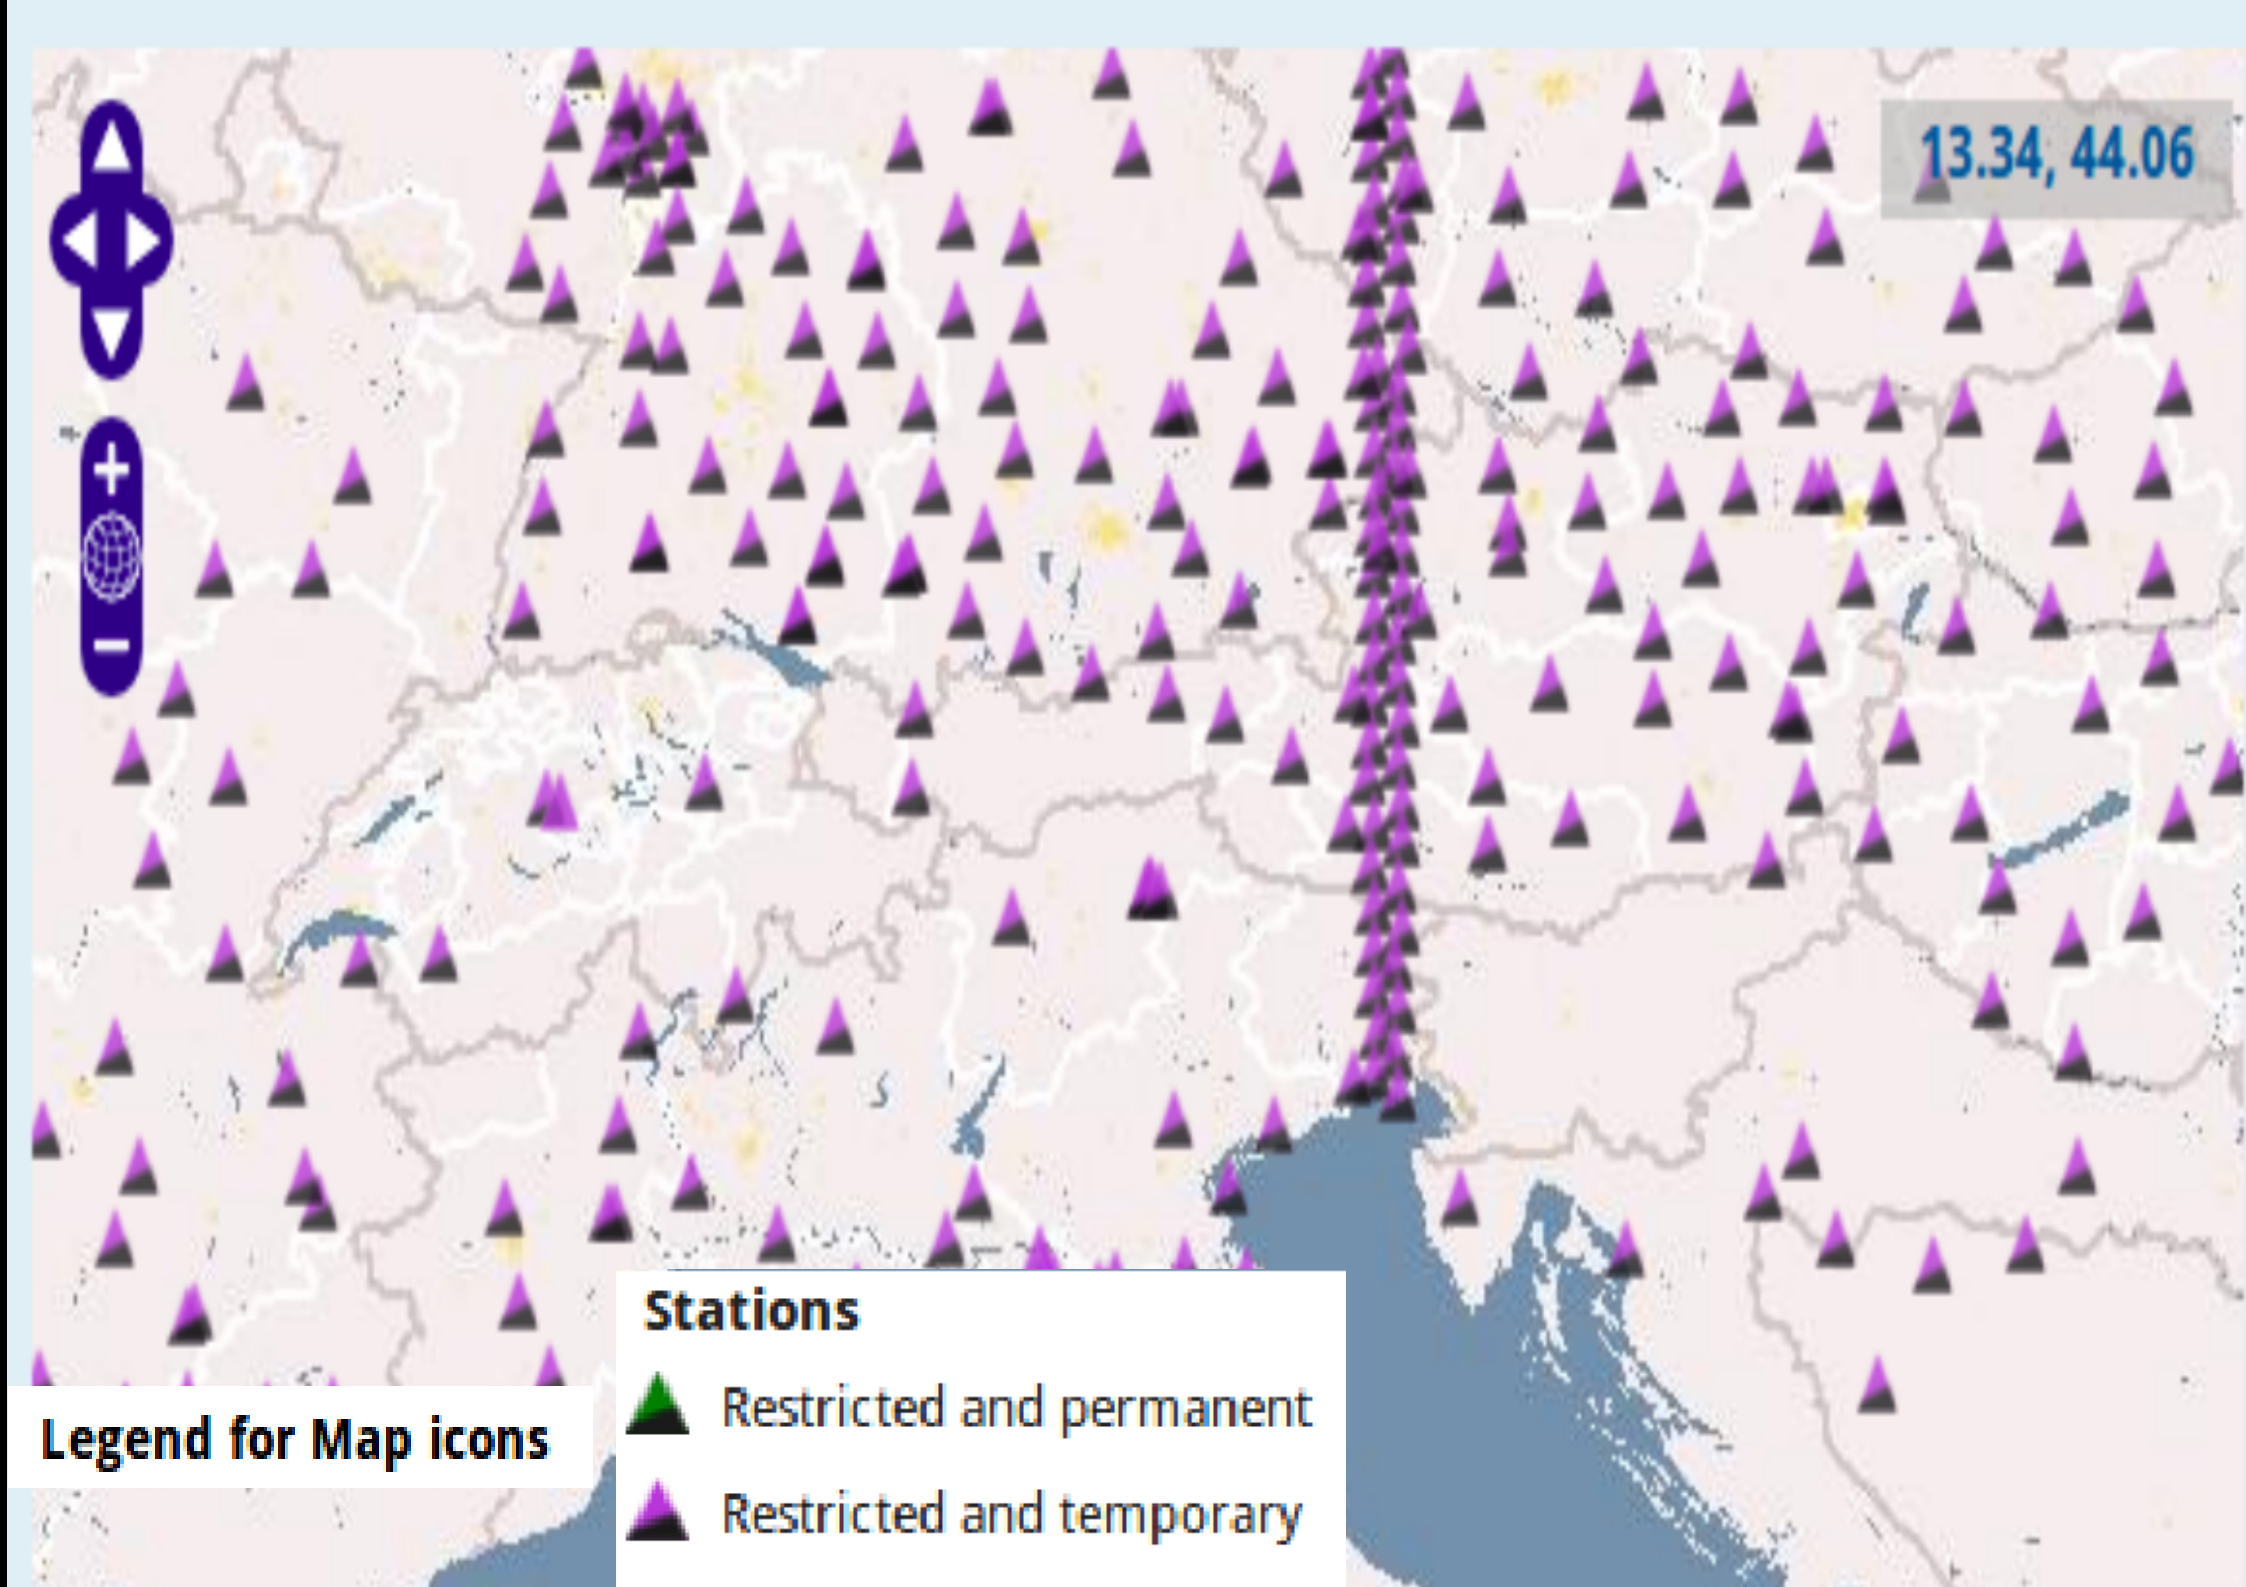 13.34, 44.06
Stations
Restricted and permanent
Legend for Map icons
Restricted and temporary